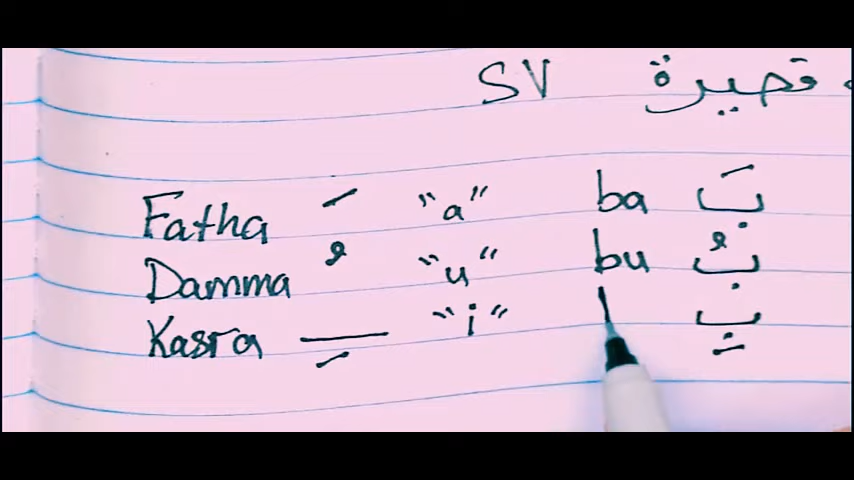 SV قصيرة
Fatha َ "a" ba بَ
Damma ُ "u" bu بُ
Kasra ِ "i" بِ